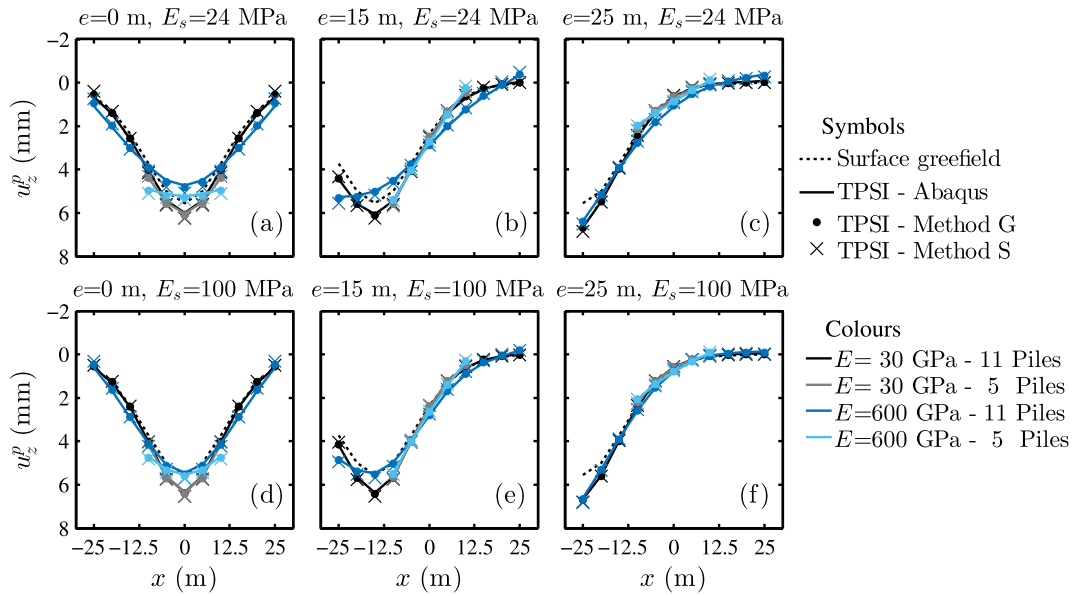 e=0 m, Es=24 MPa
e=15 m, Es=24 MPa
e=25 m, Es=24 MPa
−2
0
2
4
6
8
u_z^p (mm)
(a)
(b)
(c)
Symbols
Surface greefield
TPSI - Abaqus
TPSI - Method G
TPSI - Method S
e=0 m, Es=100 MPa
e=15 m, Es=100 MPa
e=25 m, Es=100 MPa
−2
0
2
4
6
8
u_z^p (mm)
(d)
(e)
(f)
Colours
E= 30 GPa - 11 Piles
E= 30 GPa - 5 Piles
E=600 GPa - 11 Piles
E=600 GPa - 5 Piles
−25 −12.5 0 12.5 25
−25 −12.5 0 12.5 25
−25 −12.5 0 12.5 25
x (m)
x (m)
x (m)